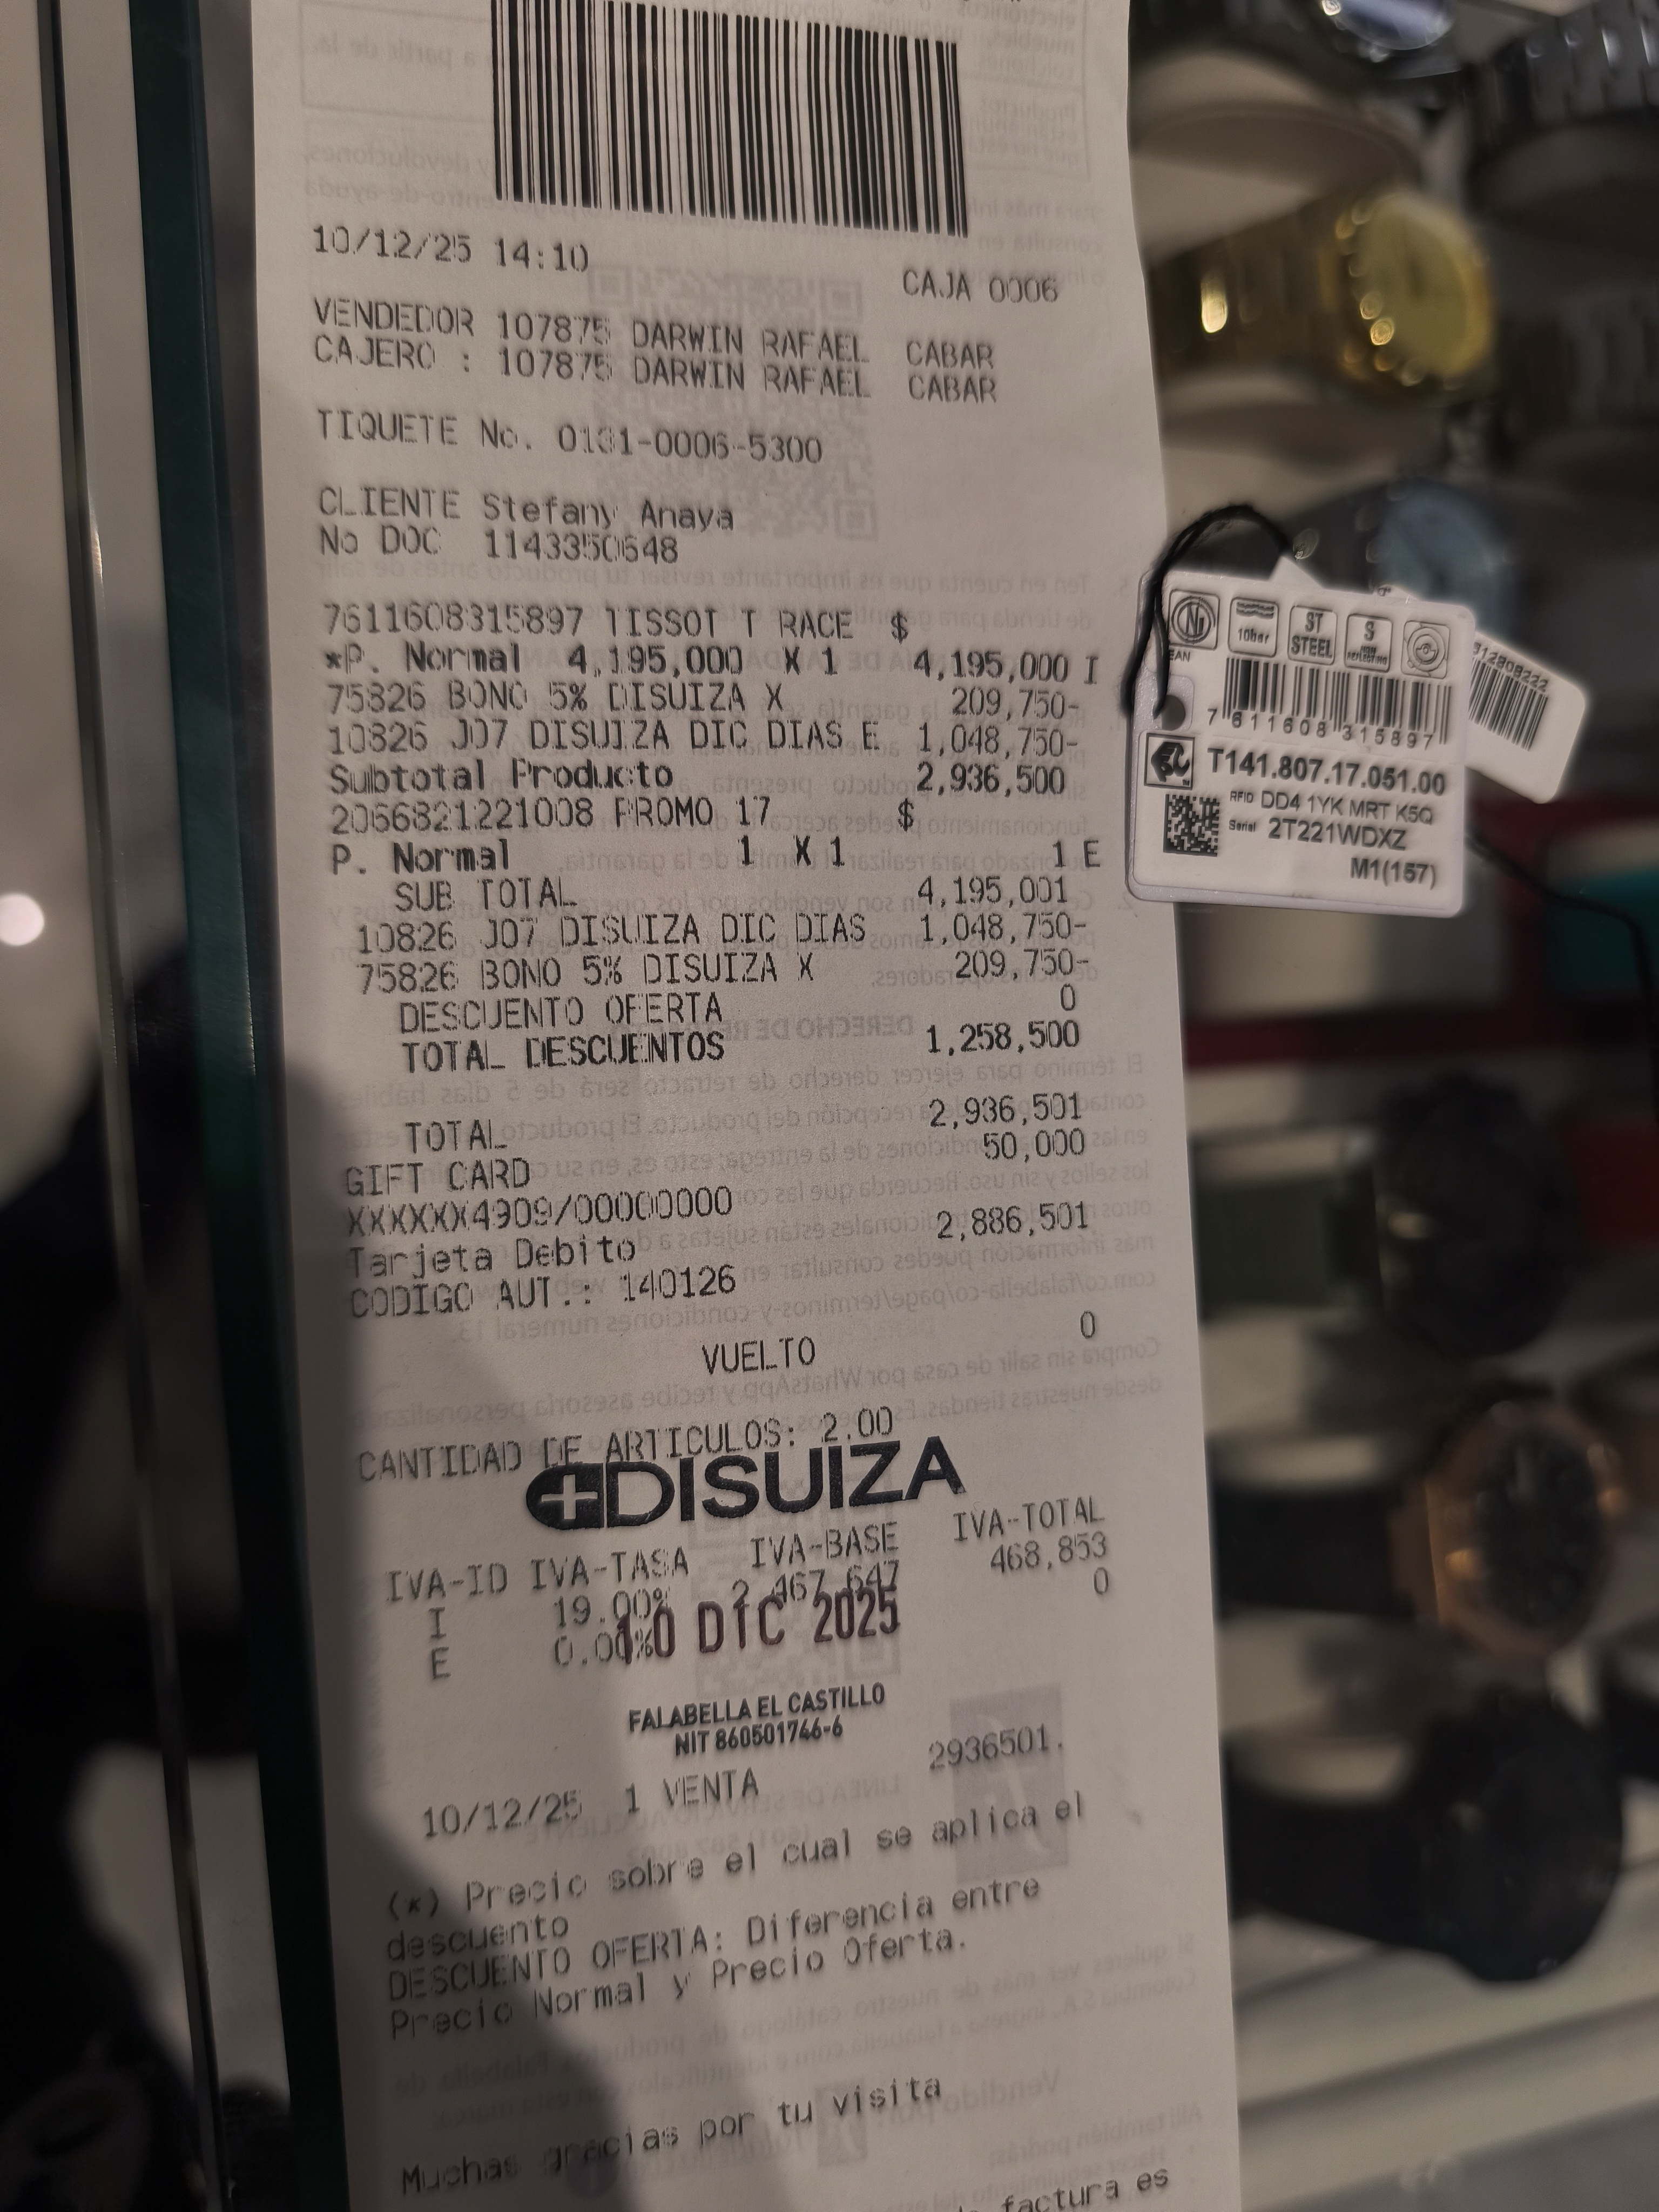 10/12/25 14:10
CAJA 0006
VENDEDOR 107875 DARWIN RAFAEL CABAR
CAJERO : 107875 DARWIN RAFAEL CABAR
TIQUETE No. 0131-0006-5300
CLIENTE Stefany Anaya
No DOC 1143350648
7611608315897 TISSOT T RACE $
*P. Normal 4,195,000 X 1 4,195,000 I
75826 BONO 5% DISUIZA X 209,750-
10826 J07 DISUIZA DIC DIAS E 1,048,750-
Subtotal Producto 2,936,500
2066821221008 PROMO 17 $
P. Normal 1 X 1 1 E
SUB TOTAL 4,195,001
10826 J07 DISUIZA DIC DIAS 1,048,750-
75826 BONO 5% DISUIZA X 209,750-
DESCUENTO OFERTA 0
TOTAL DESCUENTOS 1,258,500
TOTAL 2,936,501
GIFT CARD 50,000
XXXXXX4909/00000000
Tarjeta Debito 2,886,501
CODIGO AUT.: 140126
VUELTO 0
CANTIDAD DE ARTICULOS: 2.00
DISUIZA
IVA-ID IVA-TASA IVA-BASE IVA-TOTAL
I 19.00% 2,467,647 468,853
E 0.00% 0
10 DIC 2025
FALABELLA EL CASTILLO
NIT 860501746-6
10/12/25 1 VENTA 2936501.
(*) Precio sobre el cual se aplica el
descuento
DESCUENTO OFERTA: Diferencia entre
Precio Normal y Precio Oferta.
Muchas gracias por tu visita
factura es
10bar
ST
STEEL
S
EAN
7 611608 315897
T141.807.17.051.00
RFID DD4 1YK MRT K5Q
Serial 2T221WDXZ
M1(157)